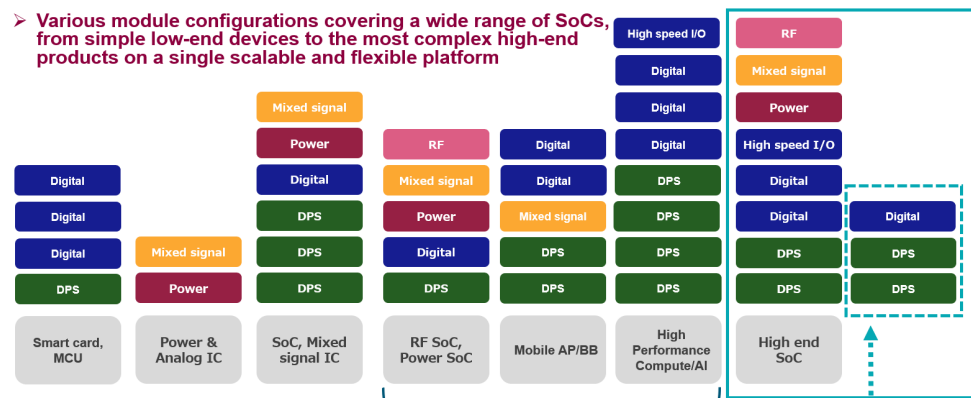 ➢ Various module configurations covering a wide range of SoCs,
from simple low-end devices to the most complex high-end
products on a single scalable and flexible platform
Digital
Digital
Digital
DPS
Smart card,
MCU
Mixed signal
Power
Power &
Analog IC
Mixed signal
Power
Digital
DPS
DPS
DPS
SoC, Mixed
signal IC
RF
Mixed signal
Power
Digital
DPS
RF SoC,
Power SoC
Digital
Digital
Mixed signal
DPS
DPS
Mobile AP/BB
High speed I/O
Digital
Digital
Digital
DPS
DPS
DPS
DPS
High
Performance
Compute/AI
RF
Mixed signal
Power
High speed I/O
Digital
Digital
DPS
DPS
High end
SoC
Digital
DPS
DPS